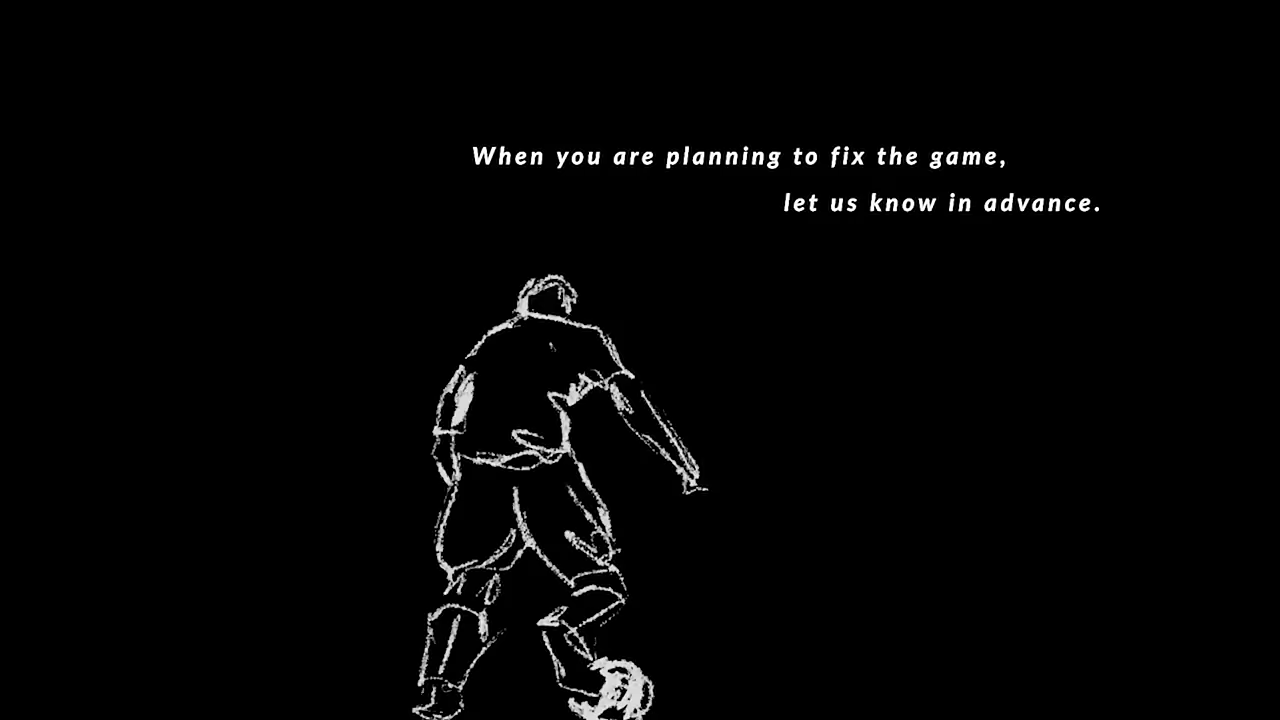 When you are planning to fix the game,
let us know in advance.